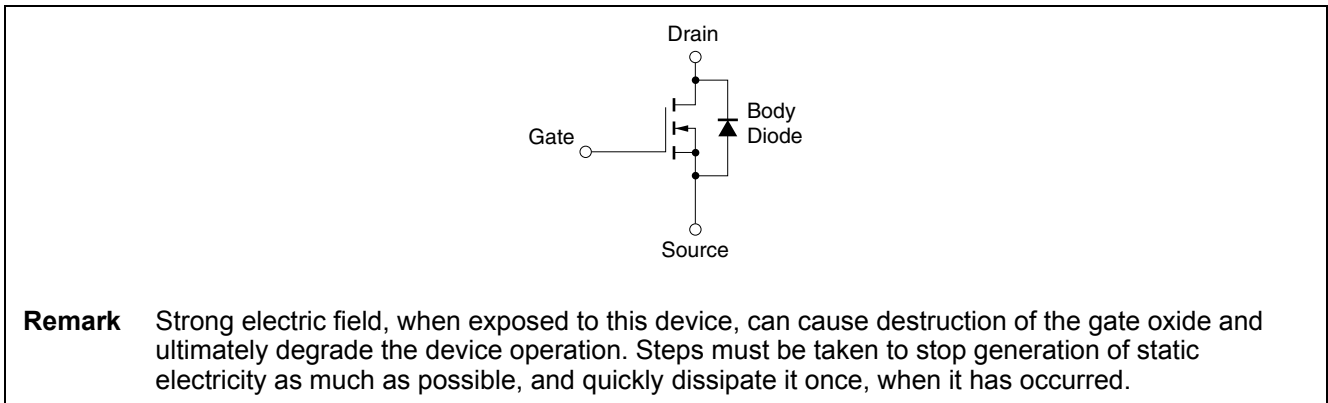 Drain
Body
Diode
Gate
Source
Remark Strong electric field, when exposed to this device, can cause destruction of the gate oxide and
ultimately degrade the device operation. Steps must be taken to stop generation of static
electricity as much as possible, and quickly dissipate it once, when it has occurred.